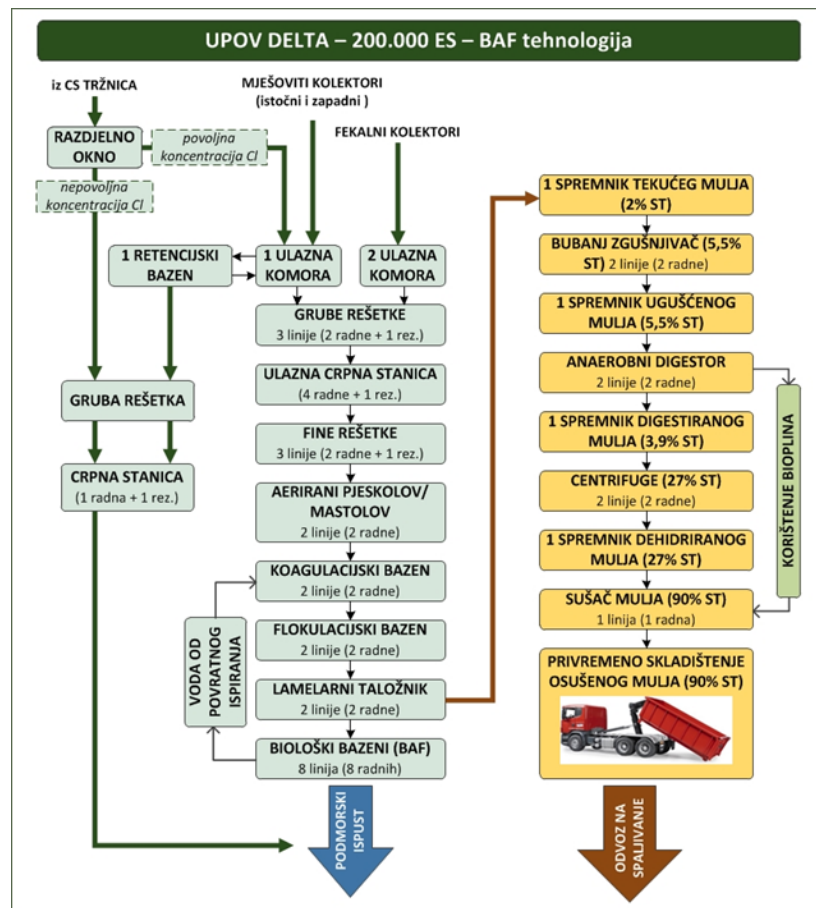 UPOV DELTA – 200.000 ES – BAF tehnologija
iz CS TRŽNICA
MJEŠOVITI KOLEKTORI
(istočni i zapadni )
FEKALNI KOLEKTORI
RAZDJELNO
OKNO
povoljna
koncentracija Cl
nepovoljna
koncentracija Cl
1 RETENCIJSKI
BAZEN
1 ULAZNA
KOMORA
2 ULAZNA
KOMORA
GRUBE REŠETKE
3 linije (2 radne + 1 rez.)
ULAZNA CRPNA STANICA
(4 radne + 1 rez.)
GRUBA REŠETKA
FINE REŠETKE
3 linije (2 radne + 1 rez.)
CRPNA STANICA
(1 radna + 1 rez.)
AERIRANI PJESKOLOV/
MASTOLOV
2 linije (2 radne)
KOAGULACIJSKI BAZEN
2 linije (2 radne)
FLOKULACIJSKI BAZEN
2 linije (2 radne)
VODA OD
POVRATNOG
ISPIRANJA
LAMELARNI TALOŽNIK
2 linije (2 radne)
BIOLOŠKI BAZENI (BAF)
8 linija (8 radnih)
PODMORSKI
ISPUST
1 SPREMNIK TEKUĆEG MULJA
(2% ST)
BUBANJ ZGUŠNJIVAČ (5,5%
ST) 2 linije (2 radne)
1 SPREMNIK UGUŠĆENOG
MULJA (5,5% ST)
ANAEROBNI DIGESTOR
2 linije (2 radne)
1 SPREMNIK DIGESTIRANOG
MULJA (3,9% ST)
CENTRIFUGE (27% ST)
2 linije (2 radne)
1 SPREMNIK DEHIDRIRANOG
MULJA (27% ST)
KORIŠTENJE BIOPLINA
SUŠAČ MULJA (90% ST)
1 linija (1 radna)
PRIVREMENO SKLADIŠTENJE
OSUŠENOG MULJA (90% ST)
ODVOZ NA
SPALJIVANJE